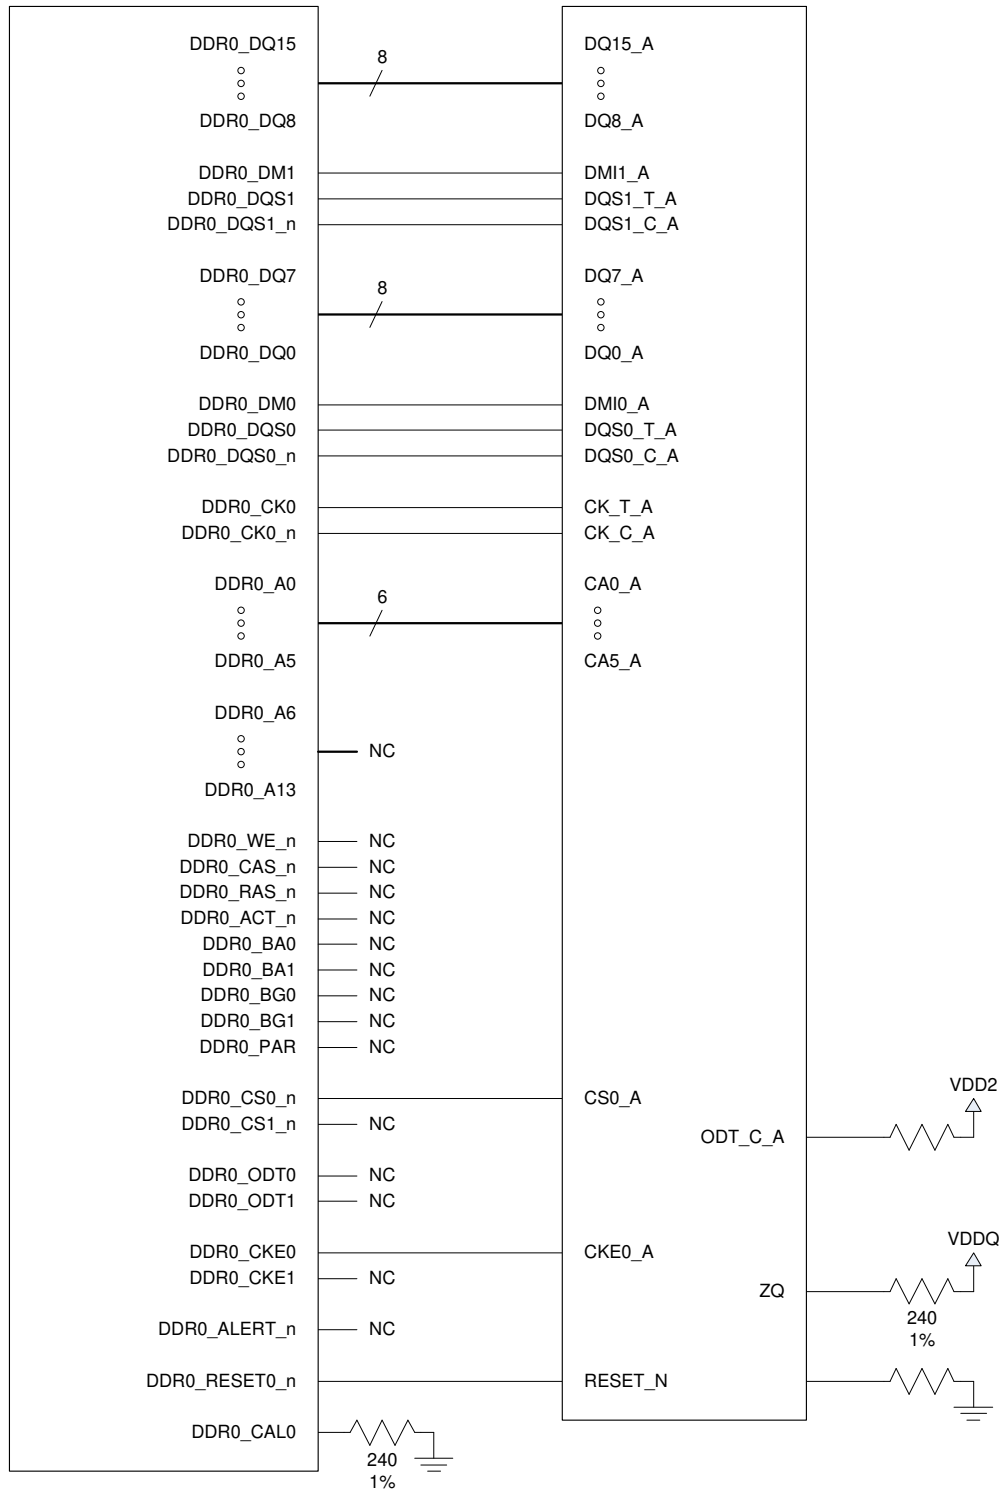 DDR0_DQ15 8 DQ15_A
DDR0_DQ8 DQ8_A
DDR0_DM1 DMI1_A
DDR0_DQS1 DQS1_T_A
DDR0_DQS1_n DQS1_C_A
DDR0_DQ7 8 DQ7_A
DDR0_DQ0 DQ0_A
DDR0_DM0 DMI0_A
DDR0_DQS0 DQS0_T_A
DDR0_DQS0_n DQS0_C_A
DDR0_CK0 CK_T_A
DDR0_CK0_n CK_C_A
DDR0_A0 6 CA0_A
DDR0_A5 CA5_A
DDR0_A6
NC
DDR0_A13
DDR0_WE_n NC
DDR0_CAS_n NC
DDR0_RAS_n NC
DDR0_ACT_n NC
DDR0_BA0 NC
DDR0_BA1 NC
DDR0_BG0 NC
DDR0_BG1 NC
DDR0_PAR NC
VDD2
DDR0_CS0_n CS0_A
DDR0_CS1_n NC
ODT_C_A
DDR0_ODT0 NC
DDR0_ODT1 NC
VDDQ
DDR0_CKE0 CKE0_A
DDR0_CKE1 NC
ZQ
240
1%
DDR0_ALERT_n NC
DDR0_RESET0_n RESET_N
DDR0_CAL0
240
1%